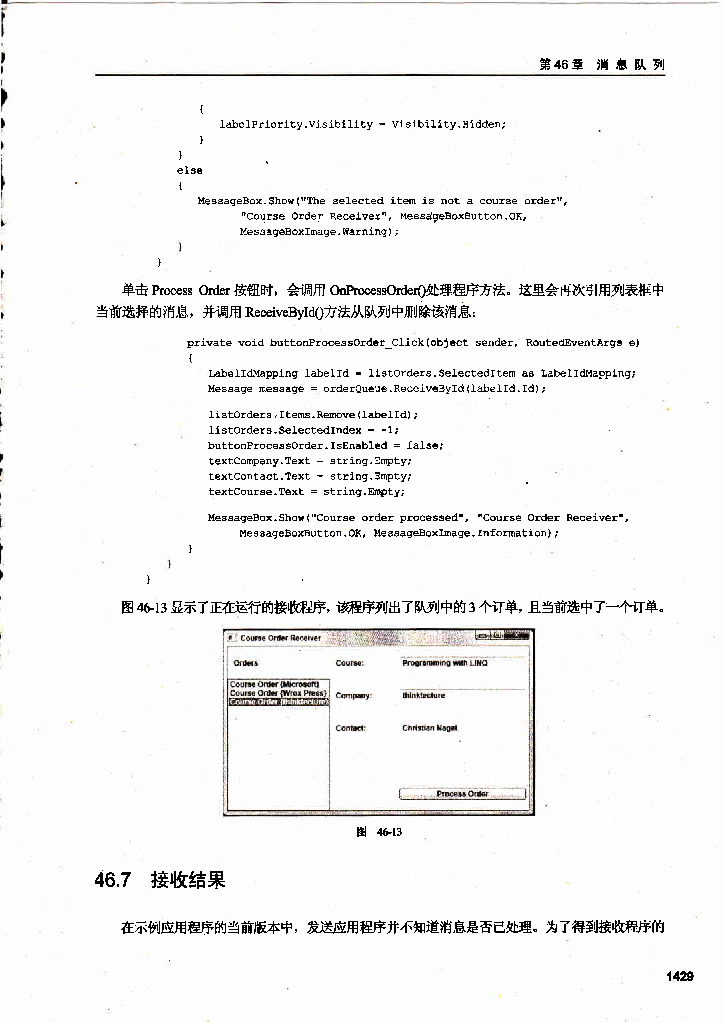 第46章 消 息 队 列
{
labelPriority.Visibility = Visibility.Hidden;
}
}
else
{
MessageBox.Show("The selected item is not a course order",
"Course Order Receiver", MessageBoxButton.OK,
MessageBoxImage.Warning);
}
}
单击 Process Order 按钮时，会调用 OnProcessOrder()处理程序方法。这里会再次引用列表框中
当前选择的消息，并调用 ReceiveById()方法从队列中删除该消息：
private void buttonProcessOrder_Click(object sender, RoutedEventArgs e)
{
LabelIdMapping labelId = listOrders.SelectedItem as LabelIdMapping;
Message message = orderQueue.ReceiveById(labelId.Id);
listOrders.Items.Remove(labelId);
listOrders.SelectedIndex = -1;
buttonProcessOrder.IsEnabled = false;
textCompany.Text = string.Empty;
textContact.Text = string.Empty;
textCourse.Text = string.Empty;
MessageBox.Show("Course order processed", "Course Order Receiver",
MessageBoxButton.OK, MessageBoxImage.Information);
}
}
}
图 46-13 显示了正在运行的接收程序，该程序列出了队列中的 3 个订单，且当前选中了一个订单。
Course Order Receiver
Orders Course: Programming with LINQ
Course Order (Microsoft)
Course Order (Wrox Press) Company: thinktecture
Course Order (thinktecture)
Contact: Christian Nagel
Process Order
图 46-13
46.7 接收结果
在示例应用程序的当前版本中，发送应用程序并不知道消息是否已处理。为了得到接收程序的
1429